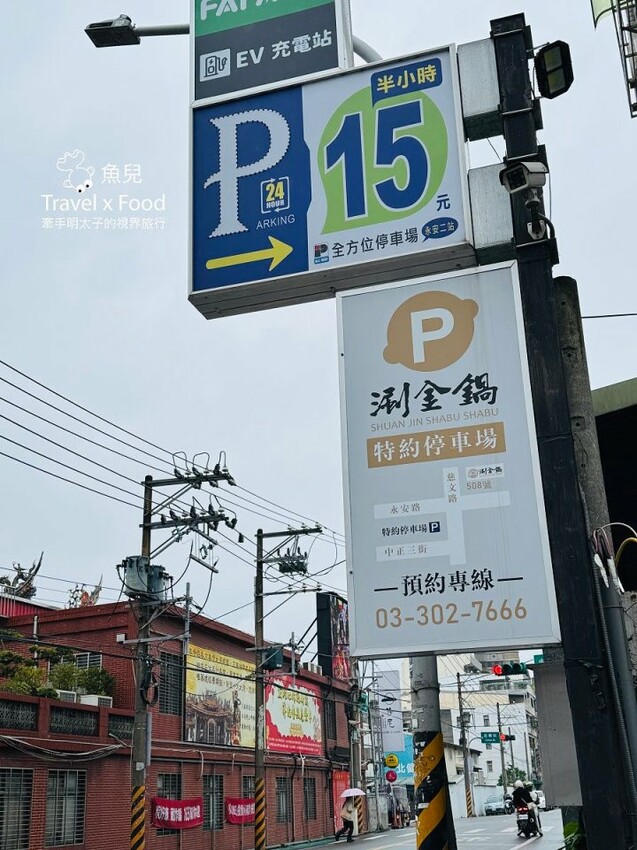 FAM
EV 充電站
半小時
P
15
元
24
HOUR
ARKING
全方位停車場
永安二站
魚兒
Travel x Food
牽手明太子的視界旅行
P
涮金鍋
SHUAN JIN SHABU SHABU
特約停車場
慈文路
涮金鍋
508號
永安路
特約停車場 P
中正三街
預約專線
03-302-7666